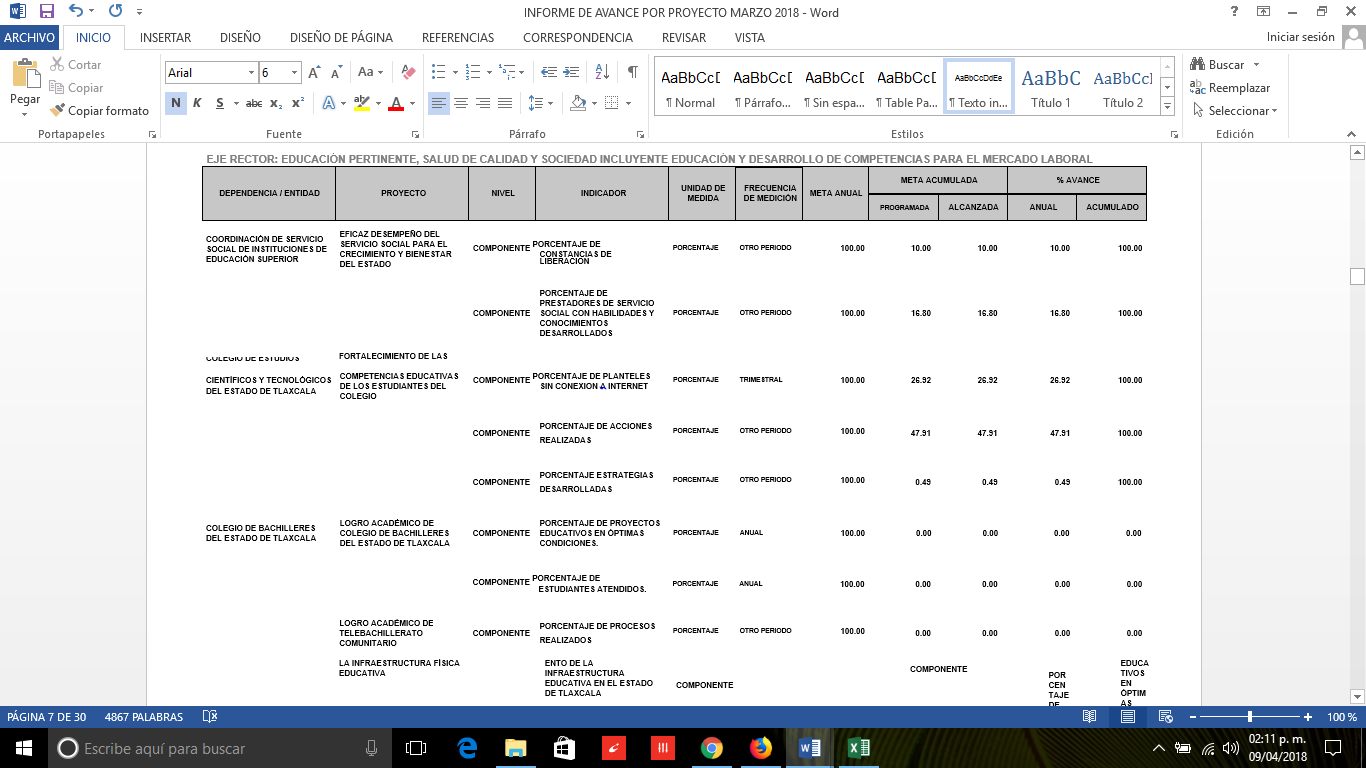 INFORME DE AVANCE POR PROYECTO MARZO 2018 - Word
ARCHIVO INICIO INSERTAR DISEÑO DISEÑO DE PÁGINA REFERENCIAS CORRESPONDENCIA REVISAR VISTA Iniciar sesión
Pegar
Cortar
Copiar
Copiar formato
Portapapeles
Arial 6
N K S abc x₂ x²
Fuente
Párrafo
AaBbCcI AaBbCcI AaBbCcI AaBbCcI AaBbCcDdEe AaBbC AaBbCcI
¶ Normal ¶ Párrafo... ¶ Sin espa... ¶ Table Pa... ¶ Texto in... Título 1 Título 2
Estilos
Buscar
Reemplazar
Seleccionar
Edición
EJE RECTOR: EDUCACIÓN PERTINENTE, SALUD DE CALIDAD Y SOCIEDAD INCLUYENTE EDUCACIÓN Y DESARROLLO DE COMPETENCIAS PARA EL MERCADO LABORAL
DEPENDENCIA / ENTIDAD
PROYECTO
NIVEL
INDICADOR
UNIDAD DE
MEDIDA
FRECUENCIA
DE MEDICIÓN
META ANUAL
META ACUMULADA
% AVANCE
PROGRAMADA
ALCANZADA
ANUAL
ACUMULADO
COORDINACIÓN DE SERVICIO
SOCIAL DE INSTITUCIONES DE
EDUCACIÓN SUPERIOR
EFICAZ DESEMPEÑO DEL
SERVICIO SOCIAL PARA EL
CRECIMIENTO Y BIENESTAR
DEL ESTADO
COMPONENTE
PORCENTAJE DE
CONSTANCIAS DE
LIBERACIÓN
PORCENTAJE OTRO PERIODO 100.00 10.00 10.00 10.00 100.00
COMPONENTE
PORCENTAJE DE
PRESTADORES DE SERVICIO
SOCIAL CON HABILIDADES Y
CONOCIMIENTOS
DESARROLLADOS
PORCENTAJE OTRO PERIODO 100.00 16.80 16.80 16.80 100.00
COLEGIO DE ESTUDIOS
CIENTÍFICOS Y TECNOLÓGICOS
DEL ESTADO DE TLAXCALA
FORTALECIMIENTO DE LAS
COMPETENCIAS EDUCATIVAS
DE LOS ESTUDIANTES DEL
COLEGIO
COMPONENTE
PORCENTAJE DE PLANTELES
SIN CONEXION A INTERNET
PORCENTAJE TRIMESTRAL 100.00 26.92 26.92 26.92 100.00
COMPONENTE
PORCENTAJE DE ACCIONES
REALIZADAS
PORCENTAJE OTRO PERIODO 100.00 47.91 47.91 47.91 100.00
COMPONENTE
PORCENTAJE ESTRATEGIAS
DESARROLLADAS
PORCENTAJE OTRO PERIODO 100.00 0.49 0.49 0.49 100.00
COLEGIO DE BACHILLERES
DEL ESTADO DE TLAXCALA
LOGRO ACADÉMICO DE
COLEGIO DE BACHILLERES
DEL ESTADO DE TLAXCALA
COMPONENTE
PORCENTAJE DE PROYECTOS
EDUCATIVOS EN ÓPTIMAS
CONDICIONES.
PORCENTAJE ANUAL 100.00 0.00 0.00 0.00 0.00
COMPONENTE
PORCENTAJE DE
ESTUDIANTES ATENDIDOS.
PORCENTAJE ANUAL 100.00 0.00 0.00 0.00 0.00
LOGRO ACADÉMICO DE
TELEBACHILLERATO
COMUNITARIO
COMPONENTE
PORCENTAJE DE PROCESOS
REALIZADOS
PORCENTAJE OTRO PERIODO 100.00 0.00 0.00 0.00 0.00
LA INFRAESTRUCTURA FÍSICA
EDUCATIVA
ENTO DE LA
INFRAESTRUCTURA
EDUCATIVA EN EL ESTADO
DE TLAXCALA
COMPONENTE
COMPONENTE
POR
CEN
TAJE
DE
EDUCA
TIVOS
EN
ÓPTIM
AS
PÁGINA 7 DE 30 4867 PALABRAS 100 %
Escribe aquí para buscar
02:11 p. m.
09/04/2018